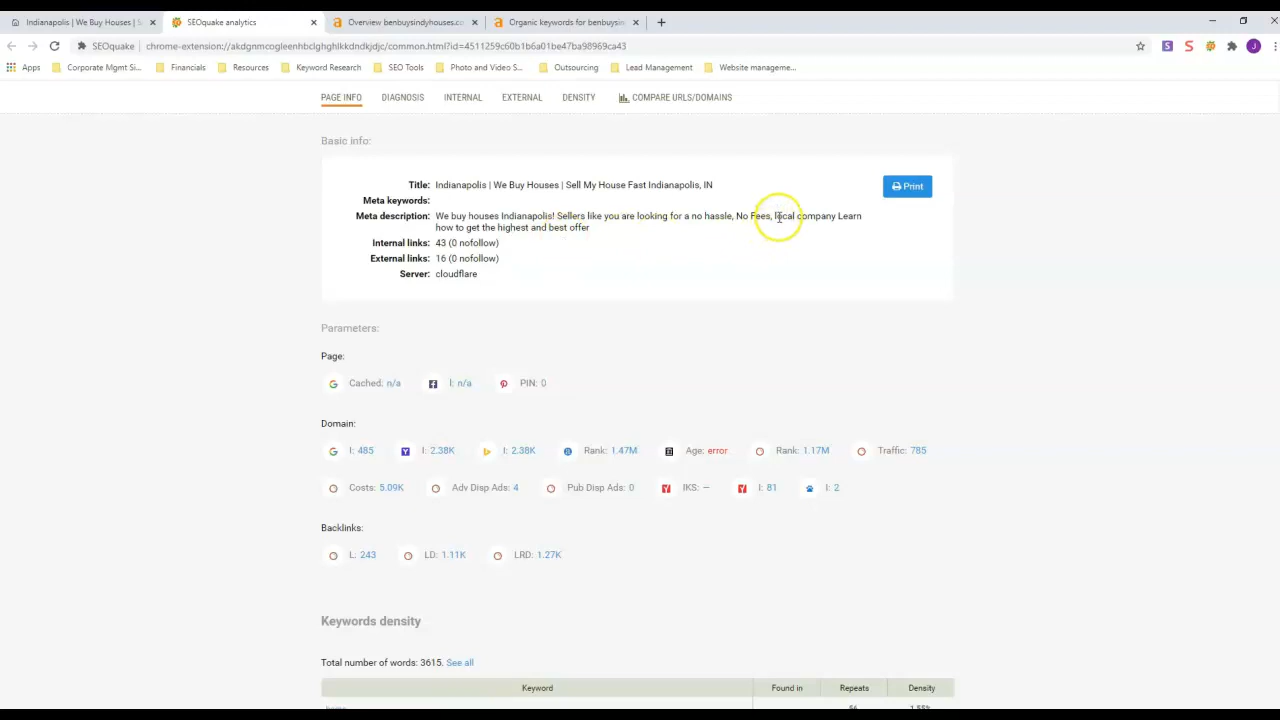 Indianapolis | We Buy Houses | S
SEOquake analytics
Overview benbuysindyhouses.co
Organic keywords for benbuysin
SEOquake
chrome-extension://akdgnmcogleenhbclghghlkkdndkjdjc/common.html?id=4511259c60b1b6a01be47ba98969ca43
Apps
Corporate Mgmt Si...
Financials
Resources
Keyword Research
SEO Tools
Photo and Video S...
Outsourcing
Lead Management
Website manageme...
PAGE INFO
DIAGNOSIS
INTERNAL
EXTERNAL
DENSITY
COMPARE URLS/DOMAINS
Basic info:
Title: Indianapolis | We Buy Houses | Sell My House Fast Indianapolis, IN
Print
Meta keywords:
Meta description: We buy houses Indianapolis! Sellers like you are looking for a no hassle, No Fees, local company Learn
how to get the highest and best offer
Internal links: 43 (0 nofollow)
External links: 16 (0 nofollow)
Server: cloudflare
Parameters:
Page:
Cached: n/a
l: n/a
PIN: 0
Domain:
I: 485
I: 2.38K
I: 2.38K
Rank: 1.47M
Age: error
Rank: 1.17M
Traffic: 785
Costs: 5.09K
Adv Disp Ads: 4
Pub Disp Ads: 0
IKS: —
I: 81
I: 2
Backlinks:
L: 243
LD: 1.11K
LRD: 1.27K
Keywords density
Total number of words: 3615. See all
Keyword
Found in
Repeats
Density